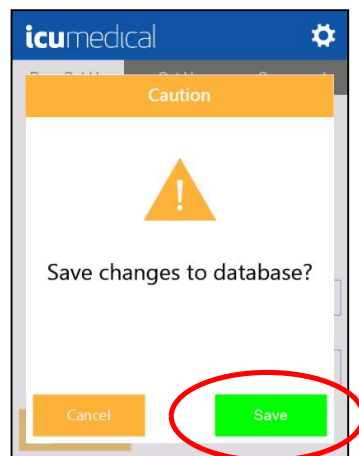 icumedical
Caution
Save changes to database?
Cancel
Save